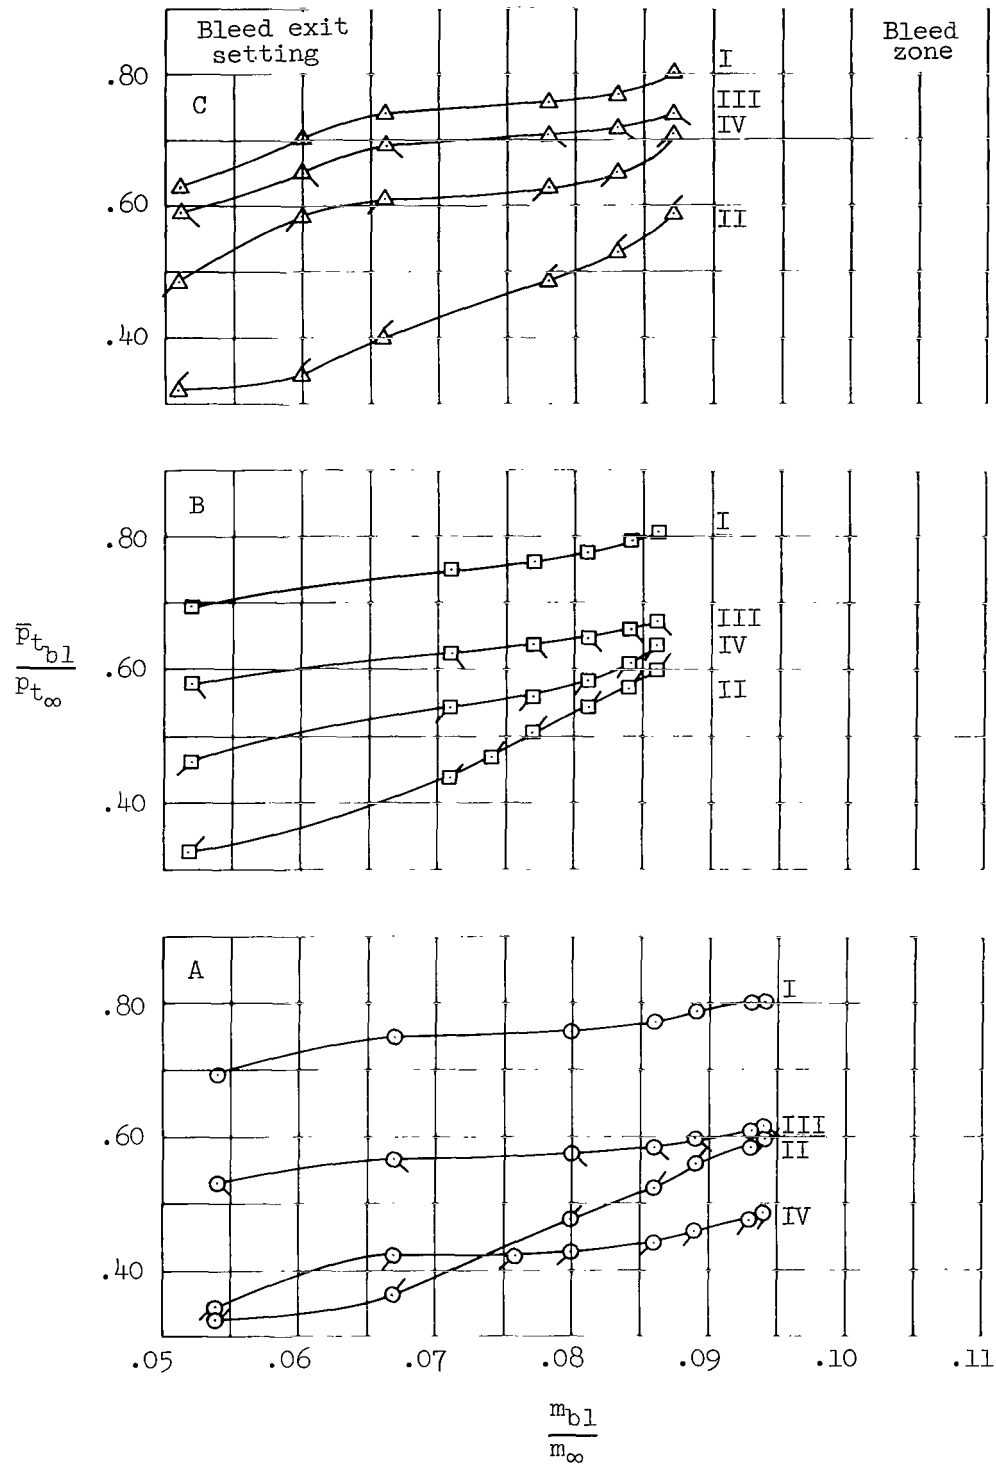 Bleed exit
setting
Bleed
zone
C
.80
.60
.40
I
III
IV
II
B
.80
.60
.40
I
III
IV
II
p̄tbl
pt∞
A
.80
.60
.40
I
III
II
IV
.05 .06 .07 .08 .09 .10 .11
mbl
m∞